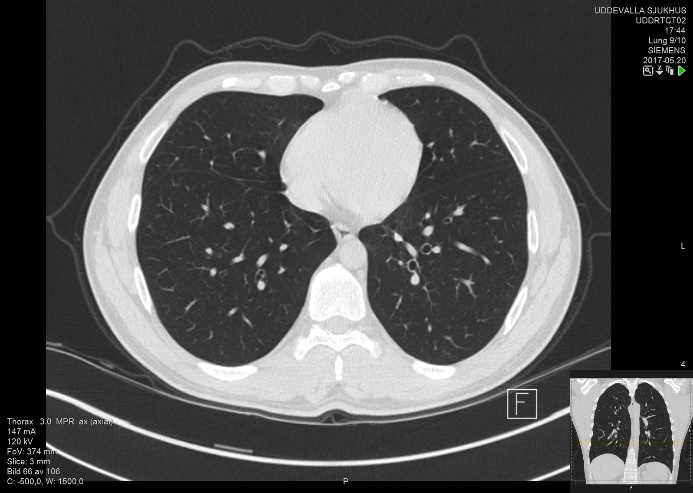 UDDEVALLA SJUKHUS
UDDRTCT02
17:44
Lung 9/10
SIEMENS
2017-05.20
L
4
F
Thorax 3.0 MPR ax (axial)
147 mA
120 kV
FoV: 374 mm
Slice: 3 mm
Bild 66 av 106
C: -500,0, W: 1500,0
P